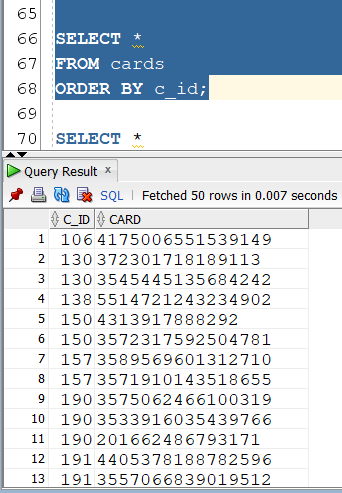 65
66 SELECT *
67 FROM cards
68 ORDER BY c_id;
69
70 SELECT *
Query Result x
SQL | Fetched 50 rows in 0.007 seconds
C_ID CARD
1 106 4175006551539149
2 130 372301718189113
3 130 3545445135684242
4 138 5514721243234902
5 150 4313917888292
6 150 3572317592504781
7 157 3589569601312710
8 157 3571910143518655
9 190 3575062466100319
10 190 3533916035439766
11 190 201662486793171
12 191 4405378188782596
13 191 3557066839019512